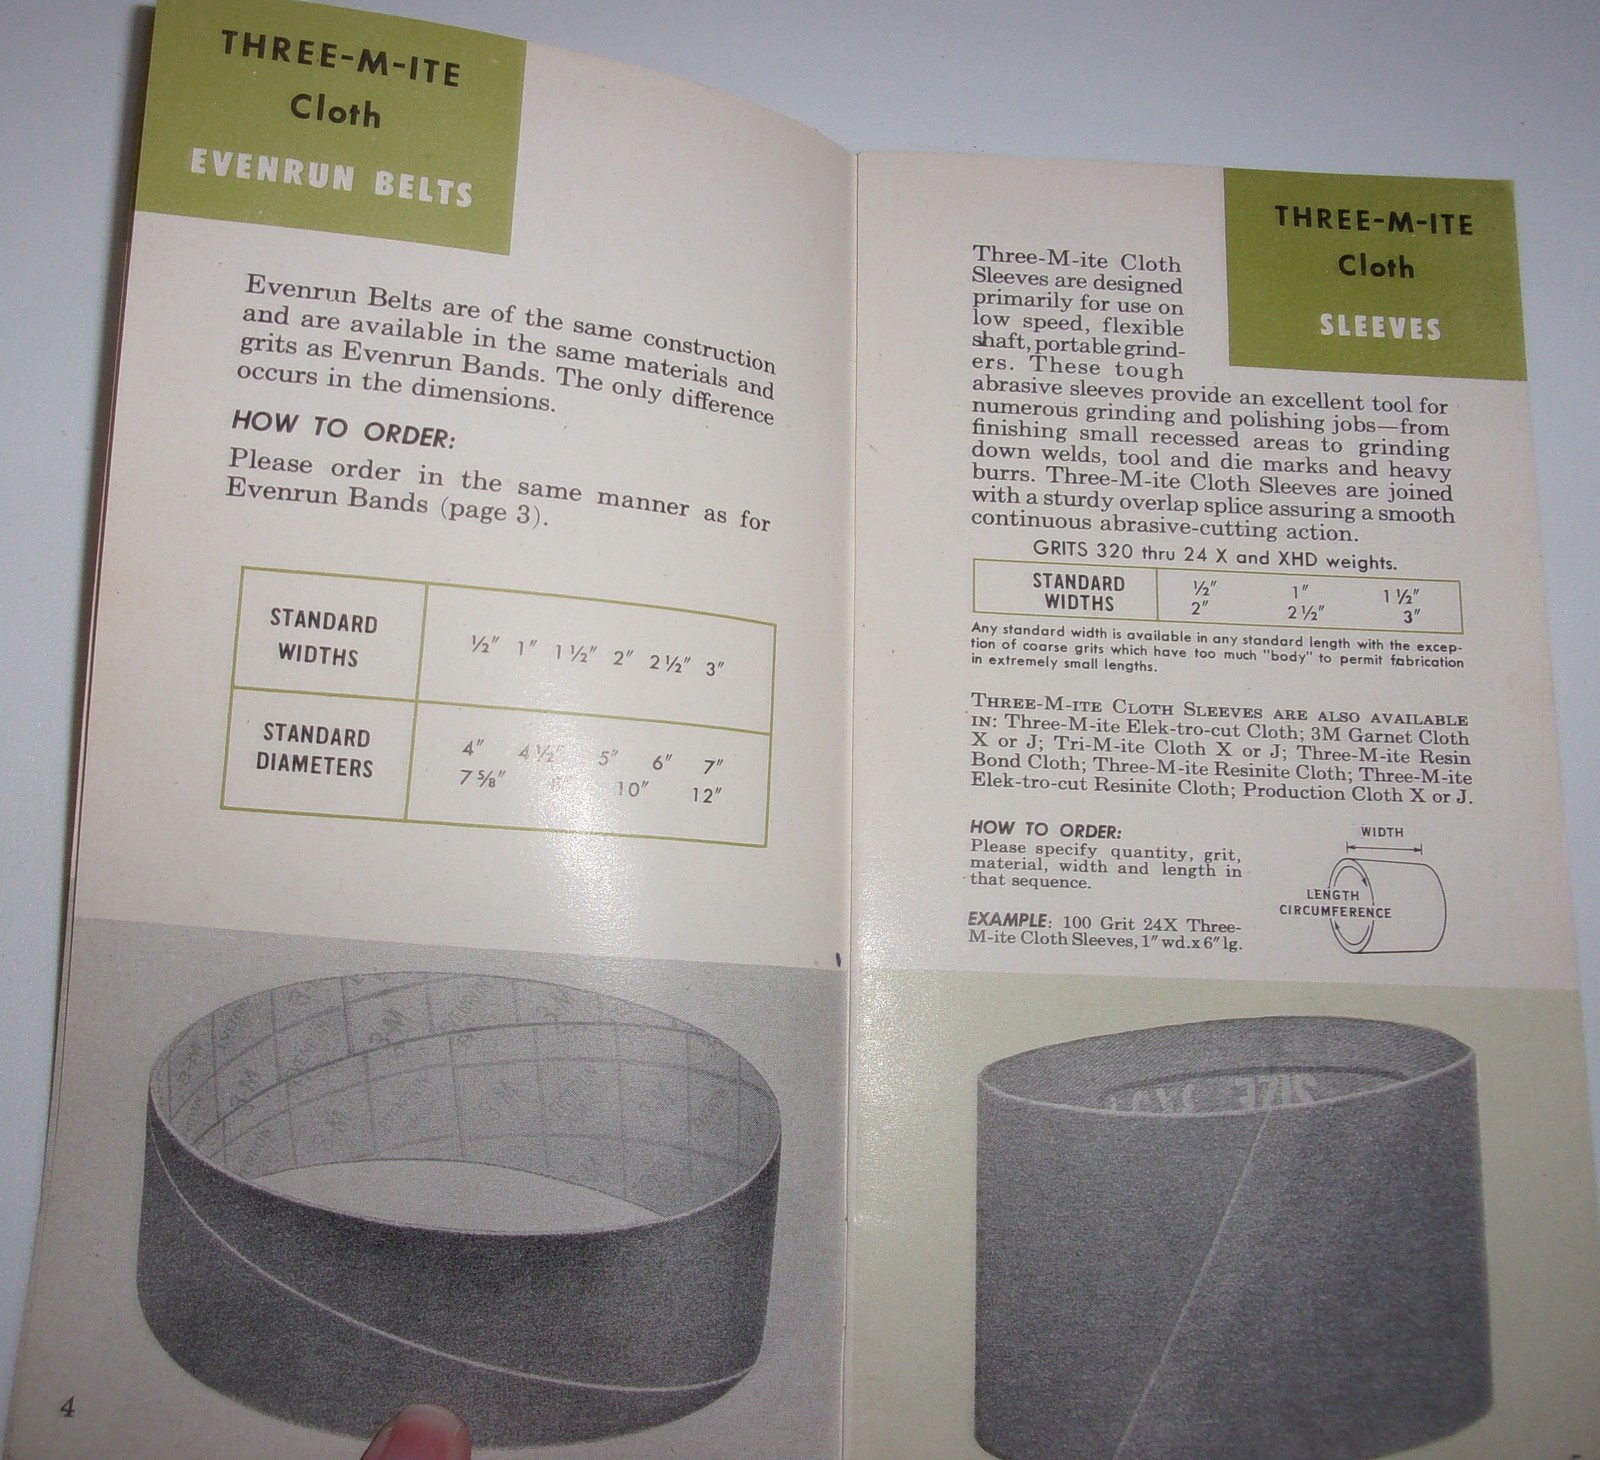 THREE-M-ITE
Cloth
EVENRUN BELTS
Evenrun Belts are of the same construction
and are available in the same materials and
grits as Evenrun Bands. The only difference
occurs in the dimensions.
HOW TO ORDER:
Please order in the same manner as for
Evenrun Bands (page 3).
STANDARD
WIDTHS
½" 1" 1 ½" 2" 2 ½" 3"
STANDARD
DIAMETERS
4" 4 ½" 5" 6" 7"
7 ⅝" 10" 12"
3-M
4
THREE-M-ITE
Cloth
SLEEVES
Three-M-ite Cloth
Sleeves are designed
primarily for use on
low speed, flexible
shaft, portable grind-
ers. These tough
abrasive sleeves provide an excellent tool for
numerous grinding and polishing jobs—from
finishing small recessed areas to grinding
down welds, tool and die marks and heavy
burrs. Three-M-ite Cloth Sleeves are joined
with a sturdy overlap splice assuring a smooth
continuous abrasive-cutting action.
GRITS 320 thru 24 X and XHD weights.
STANDARD
WIDTHS
½" 1" 1 ½"
2" 2 ½" 3"
Any standard width is available in any standard length with the excep-
tion of coarse grits which have too much "body" to permit fabrication
in extremely small lengths.
THREE-M-ITE CLOTH SLEEVES ARE ALSO AVAILABLE
IN: Three-M-ite Elek-tro-cut Cloth; 3M Garnet Cloth
X or J; Tri-M-ite Cloth X or J; Three-M-ite Resin
Bond Cloth; Three-M-ite Resinite Cloth; Three-M-ite
Elek-tro-cut Resinite Cloth; Production Cloth X or J.
HOW TO ORDER:
Please specify quantity, grit,
material, width and length in
that sequence.
EXAMPLE: 100 Grit 24X Three-
M-ite Cloth Sleeves, 1" wd.x 6" lg.
WIDTH
LENGTH
CIRCUMFERENCE